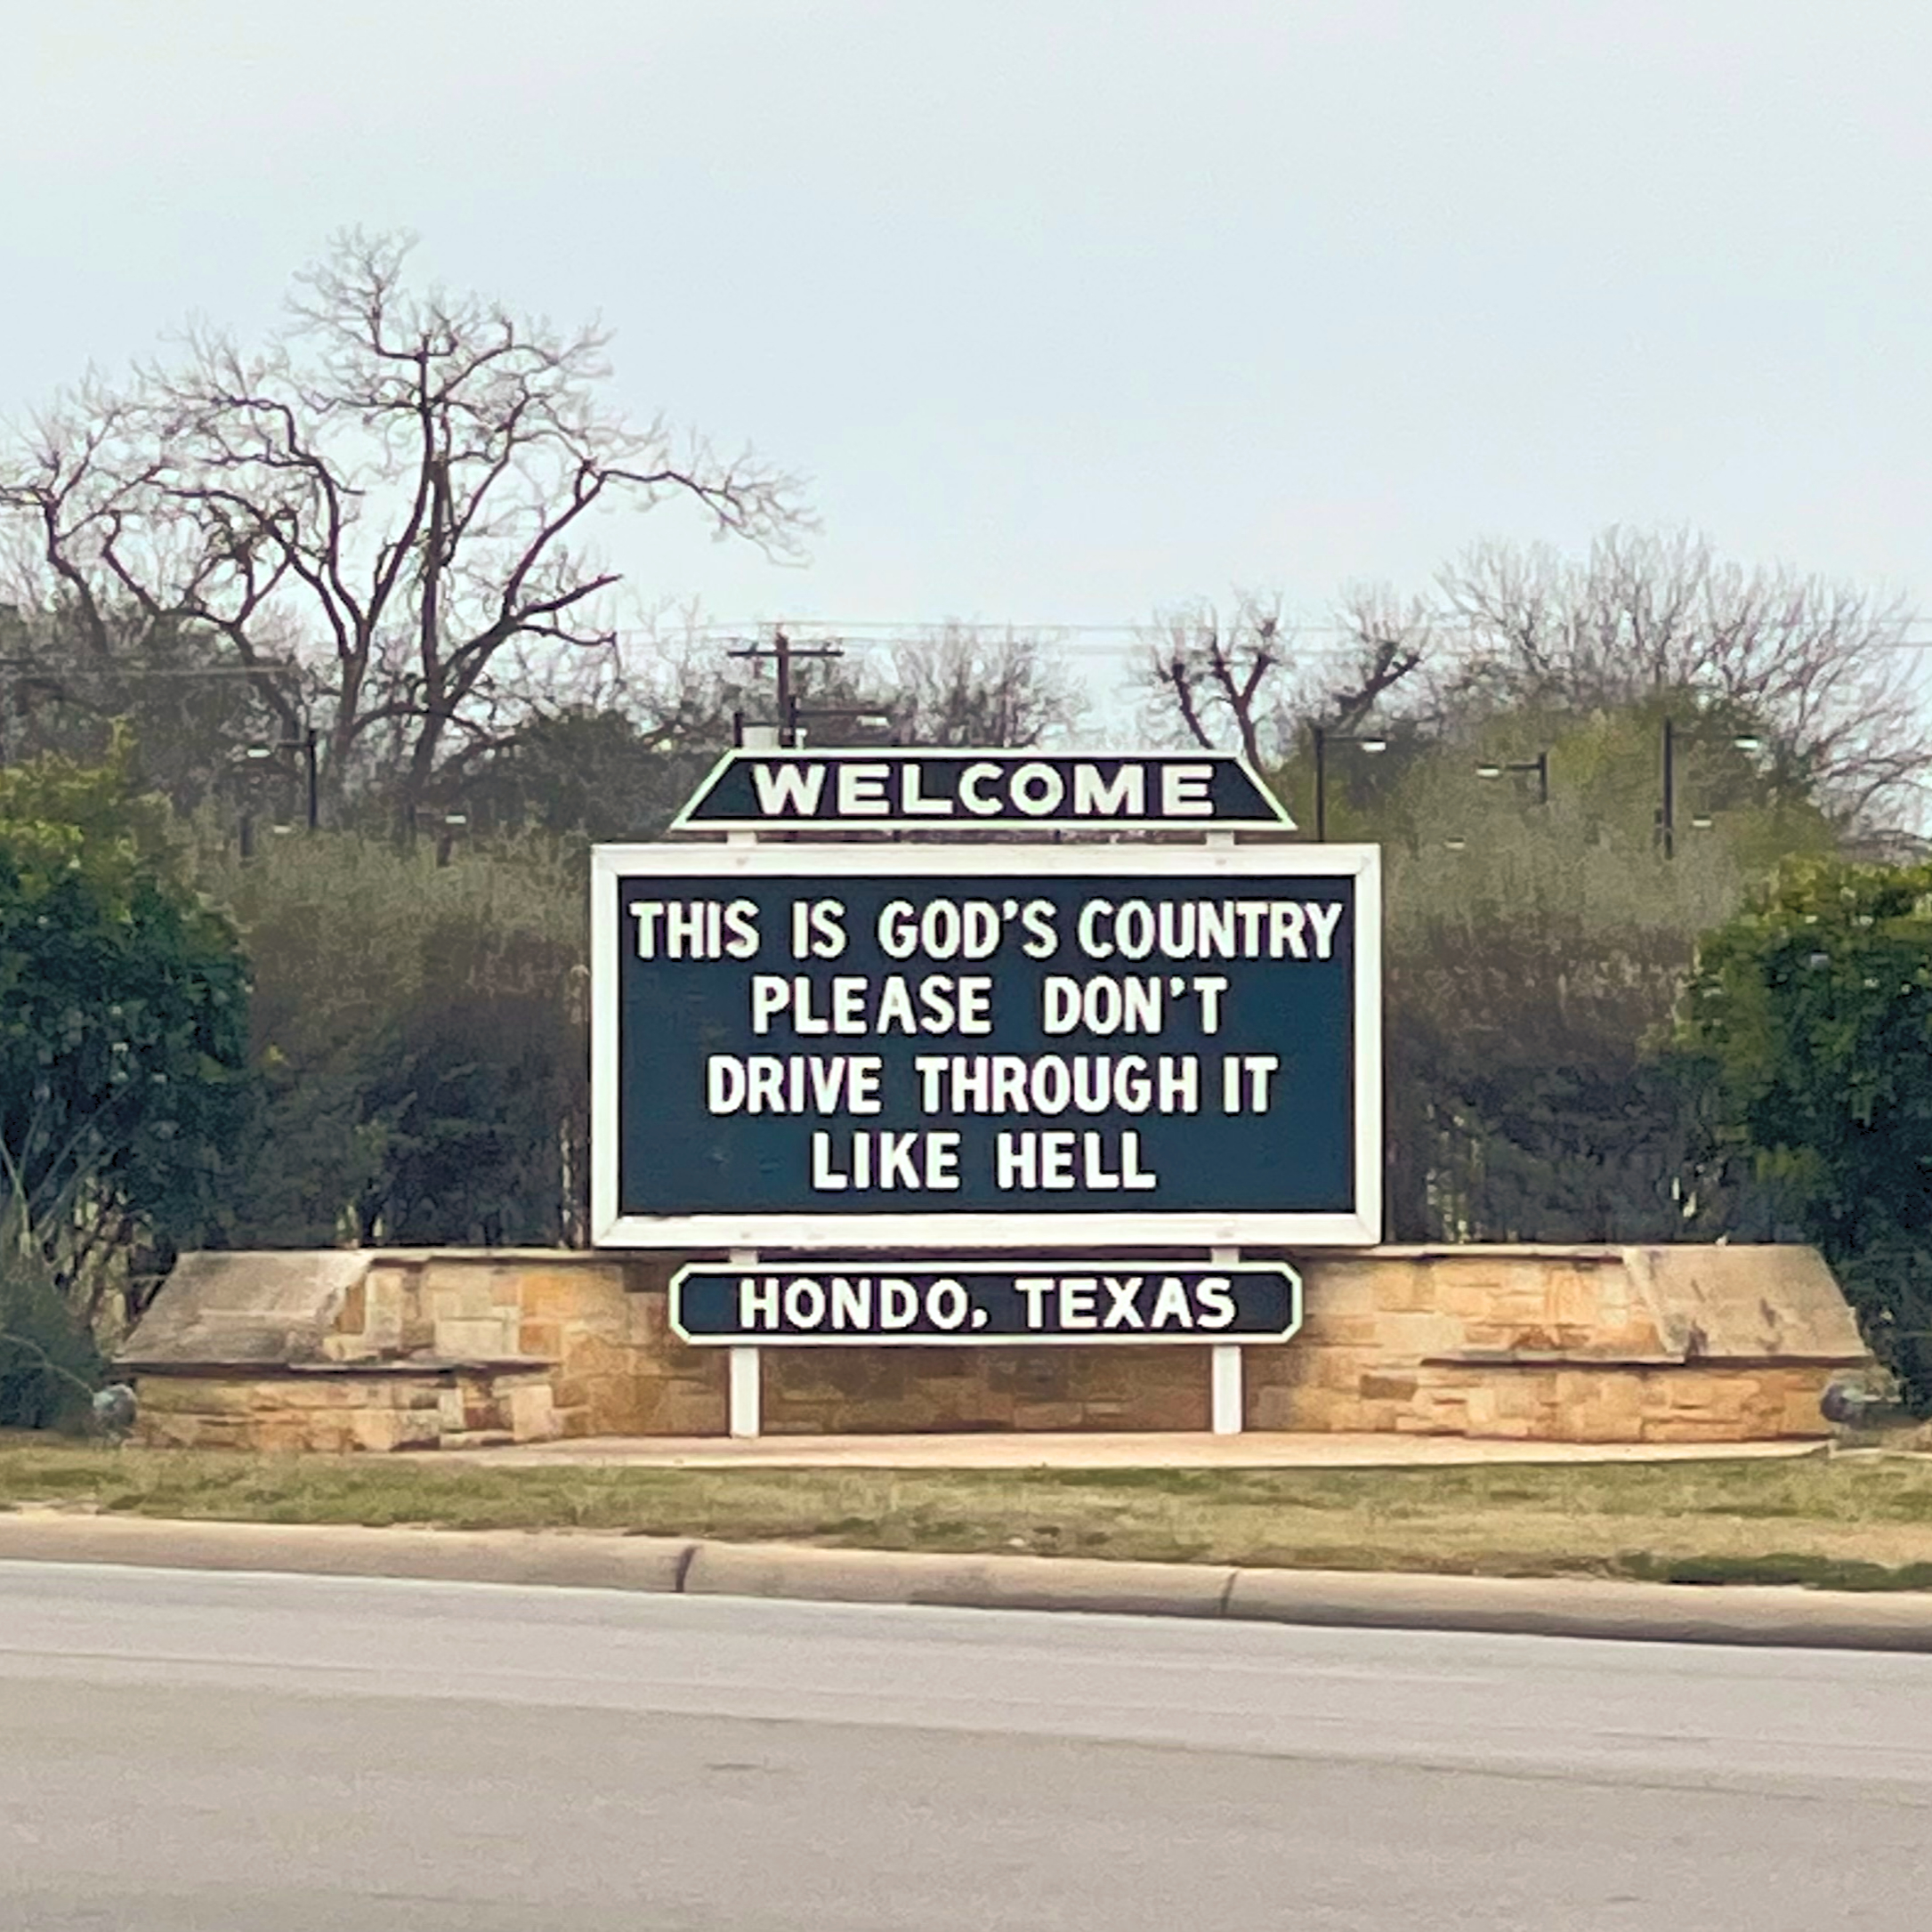 WELCOME
THIS IS GOD'S COUNTRY
PLEASE DON'T
DRIVE THROUGH IT
LIKE HELL
HONDO, TEXAS